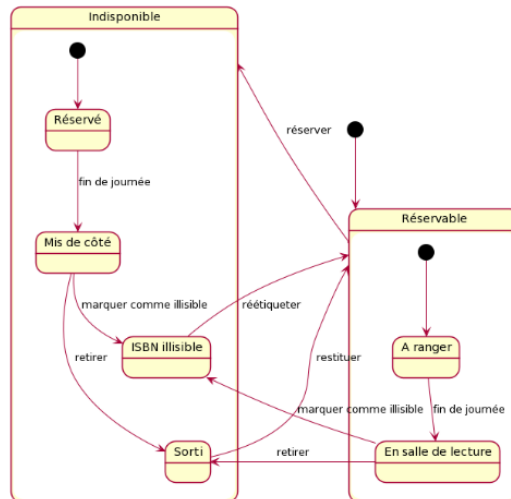 Indisponible
Réservé
réserver
fin de journée
Réservable
Mis de côté
marquer comme illisible
réétiqueter
ISBN illisible
A ranger
retirer
restituer
marquer comme illisible
fin de journée
Sorti
retirer
En salle de lecture